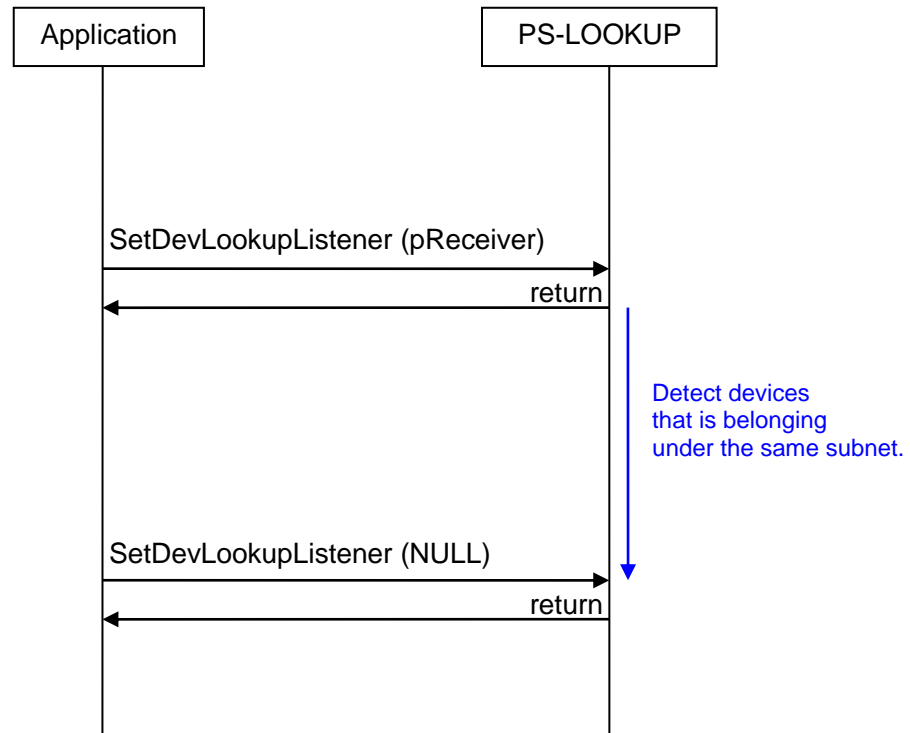 Application
PS-LOOKUP
SetDevLookupListener (pReceiver)
return
Detect devices
that is belonging
under the same subnet.
SetDevLookupListener (NULL)
return